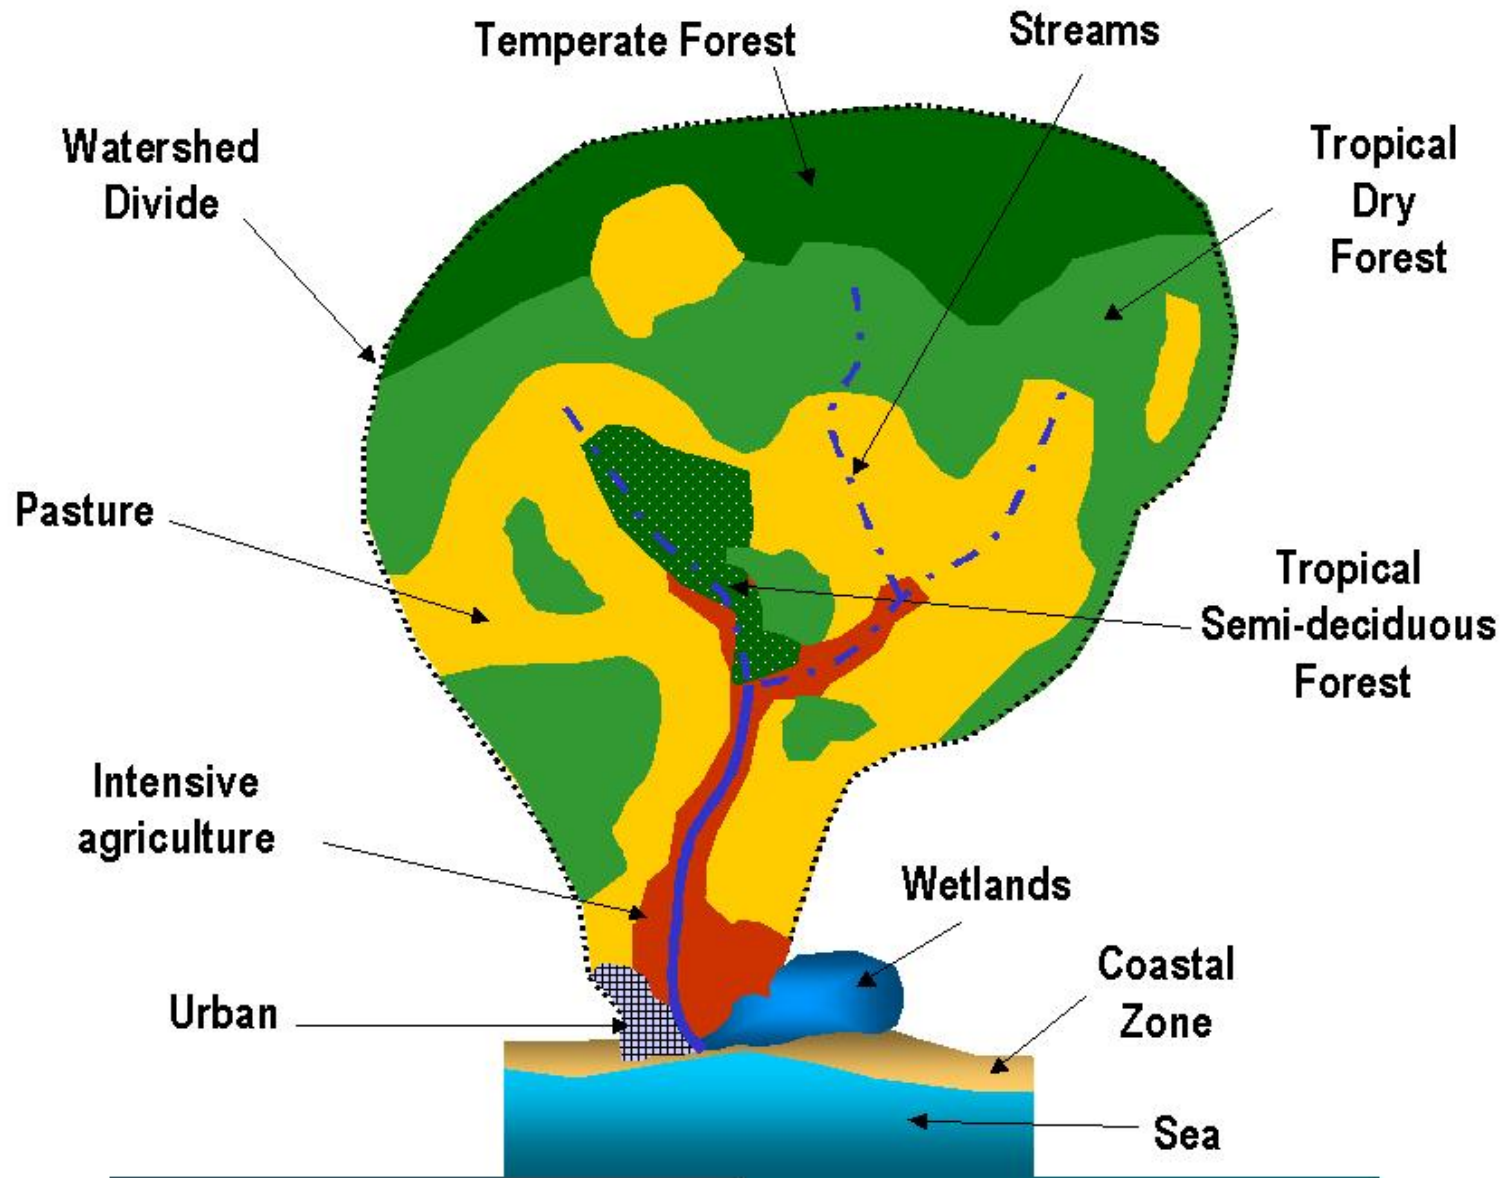 Temperate Forest
Streams
Watershed
Divide
Tropical
Dry
Forest
Pasture
Tropical
Semi-deciduous
Forest
Intensive
agriculture
Wetlands
Coastal
Zone
Urban
Sea